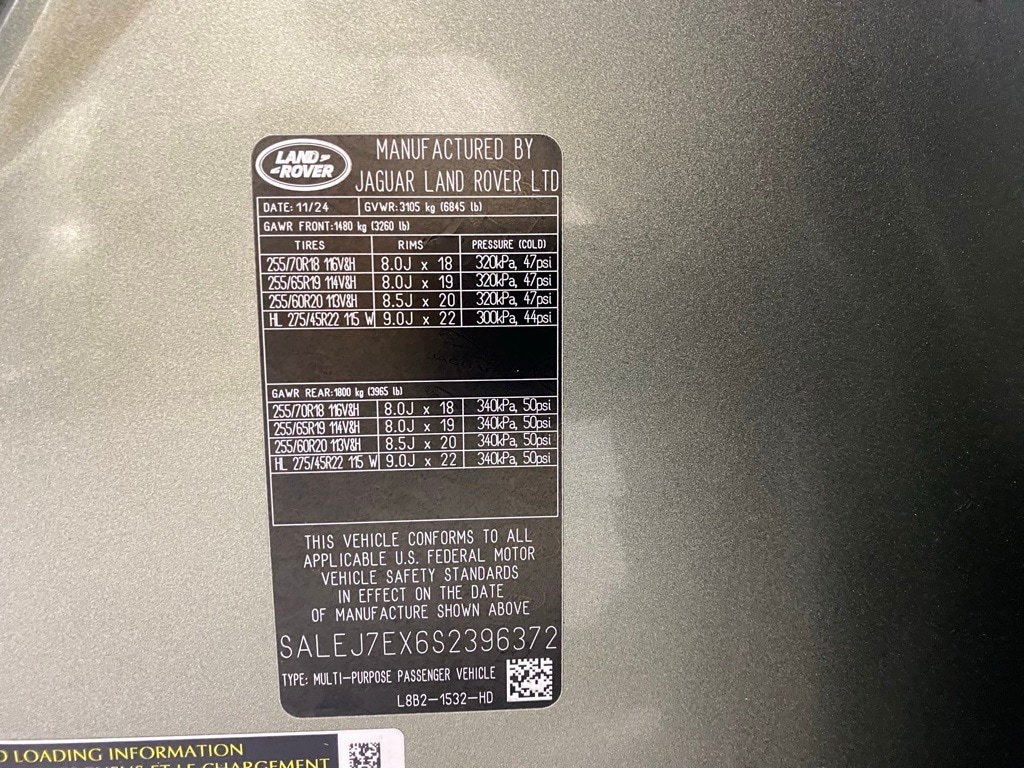 LAND ROVER
MANUFACTURED BY
JAGUAR LAND ROVER LTD
DATE: 11/24 GVWR: 3105 kg (6845 lb)
GAWR FRONT: 1480 kg (3260 lb)
TIRES RIMS PRESSURE (COLD)
255/70R18 116V&H 8.0J x 18 320kPa, 47psi
255/65R19 114V&H 8.0J x 19 320kPa, 47psi
255/60R20 113V&H 8.5J x 20 320kPa, 47psi
HL 275/45R22 115 W 9.0J x 22 300kPa, 44psi
GAWR REAR: 1800 kg (3965 lb)
255/70R18 116V&H 8.0J x 18 340kPa, 50psi
255/65R19 114V&H 8.0J x 19 340kPa, 50psi
255/60R20 113V&H 8.5J x 20 340kPa, 50psi
HL 275/45R22 115 W 9.0J x 22 340kPa, 50psi
THIS VEHICLE CONFORMS TO ALL
APPLICABLE U.S. FEDERAL MOTOR
VEHICLE SAFETY STANDARDS
IN EFFECT ON THE DATE
OF MANUFACTURE SHOWN ABOVE
SALEJ7EX6S2396372
TYPE: MULTI-PURPOSE PASSENGER VEHICLE
L8B2-1532-HD
LOADING INFORMATION
ET LE CHARGEMENT